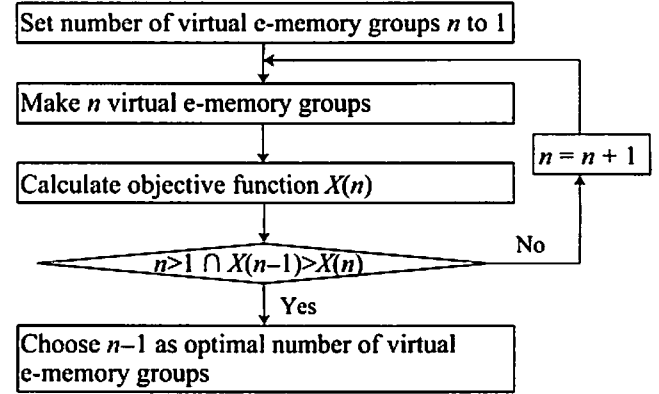 Set number of virtual e-memory groups n to 1
Make n virtual e-memory groups
n = n + 1
Calculate objective function X(n)
n>1 ∩ X(n–1)>X(n)
No
Yes
Choose n–1 as optimal number of virtual
e-memory groups